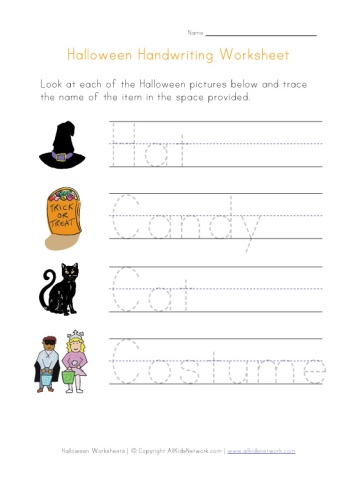 Name
Halloween Handwriting Worksheet
Look at each of the Halloween pictures below and trace
the name of the item in the space provided.
Hat
TRICK
OR
TREAT
Candy
Cat
Costume
Halloween Worksheets | © Copyright AllKidsNetwork.com | www.allkidsnetwork.com